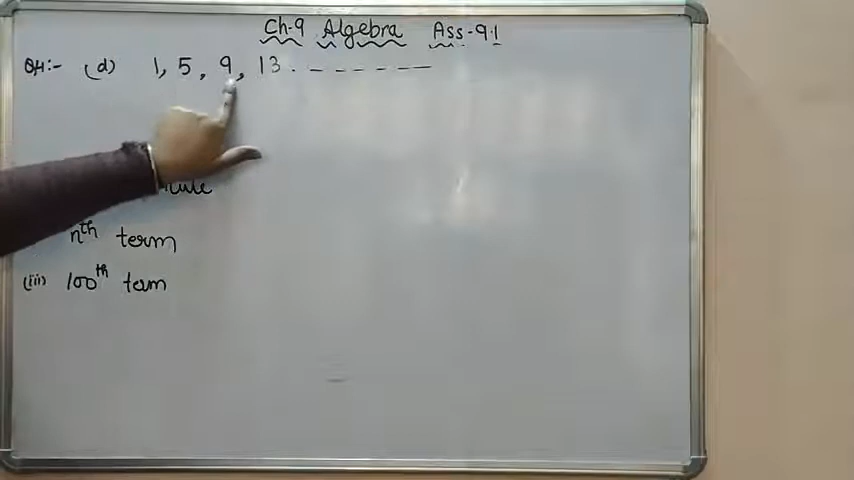 Ch-9 Algebra Ass-9.1
Q4:- (d) 1, 5, 9, 13. - - - - - - -
rule
nth term
(iii) 100th term